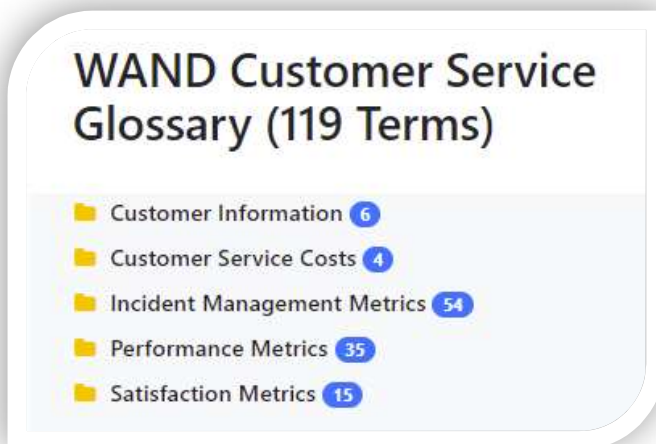 WAND Customer Service
Glossary (119 Terms)
Customer Information 6
Customer Service Costs 4
Incident Management Metrics 54
Performance Metrics 35
Satisfaction Metrics 15